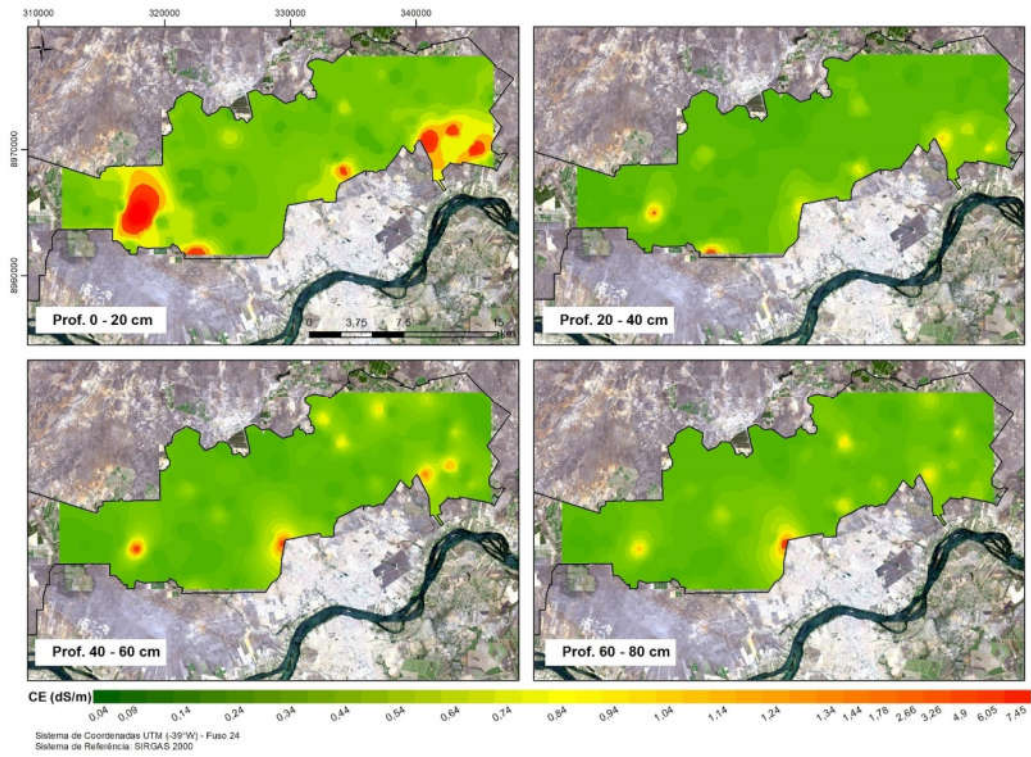 310000 320000 330000 340000
8970000
8960000
Prof. 0 - 20 cm
0 3,75 7,5 15
km
Prof. 20 - 40 cm
Prof. 40 - 60 cm
Prof. 60 - 80 cm
CE (dS/m)
0.04 0.09 0.14 0.24 0.34 0.44 0.54 0.64 0.74 0.84 0.94 1.04 1.14 1.24 1.34 1.44 1.78 2.66 3.26 4.9 6.05 7.45
Sistema de Coordenadas UTM (-39°W) - Fuso 24
Sistema de Referência: SIRGAS 2000